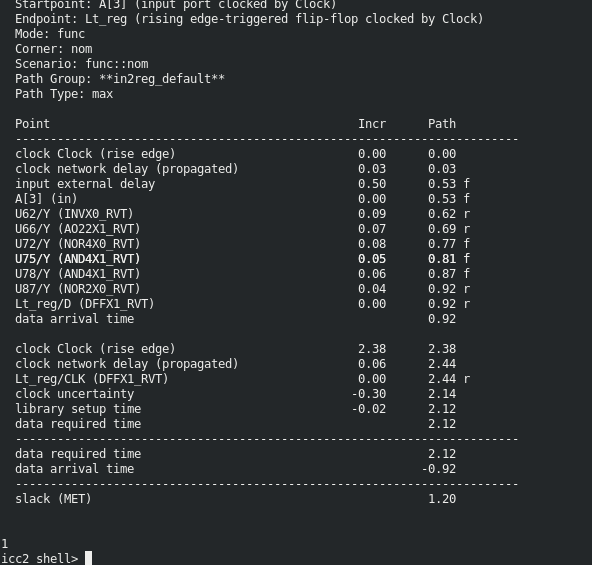 Startpoint: A[3] (input port clocked by Clock)
Endpoint: Lt_reg (rising edge-triggered flip-flop clocked by Clock)
Mode: func
Corner: nom
Scenario: func::nom
Path Group: **in2reg_default**
Path Type: max
Point Incr Path
---------------------------------------------------------------------
clock Clock (rise edge) 0.00 0.00
clock network delay (propagated) 0.03 0.03
input external delay 0.50 0.53 f
A[3] (in) 0.00 0.53 f
U62/Y (INVX0_RVT) 0.09 0.62 r
U66/Y (AO22X1_RVT) 0.07 0.69 r
U72/Y (NOR4X0_RVT) 0.08 0.77 f
U75/Y (AND4X1_RVT) 0.05 0.81 f
U78/Y (AND4X1_RVT) 0.06 0.87 f
U87/Y (NOR2X0_RVT) 0.04 0.92 r
Lt_reg/D (DFFX1_RVT) 0.00 0.92 r
data arrival time 0.92
clock Clock (rise edge) 2.38 2.38
clock network delay (propagated) 0.06 2.44
Lt_reg/CLK (DFFX1_RVT) 0.00 2.44 r
clock uncertainty -0.30 2.14
library setup time -0.02 2.12
data required time 2.12
---------------------------------------------------------------------
data required time 2.12
data arrival time -0.92
---------------------------------------------------------------------
slack (MET) 1.20
1
icc2_shell>